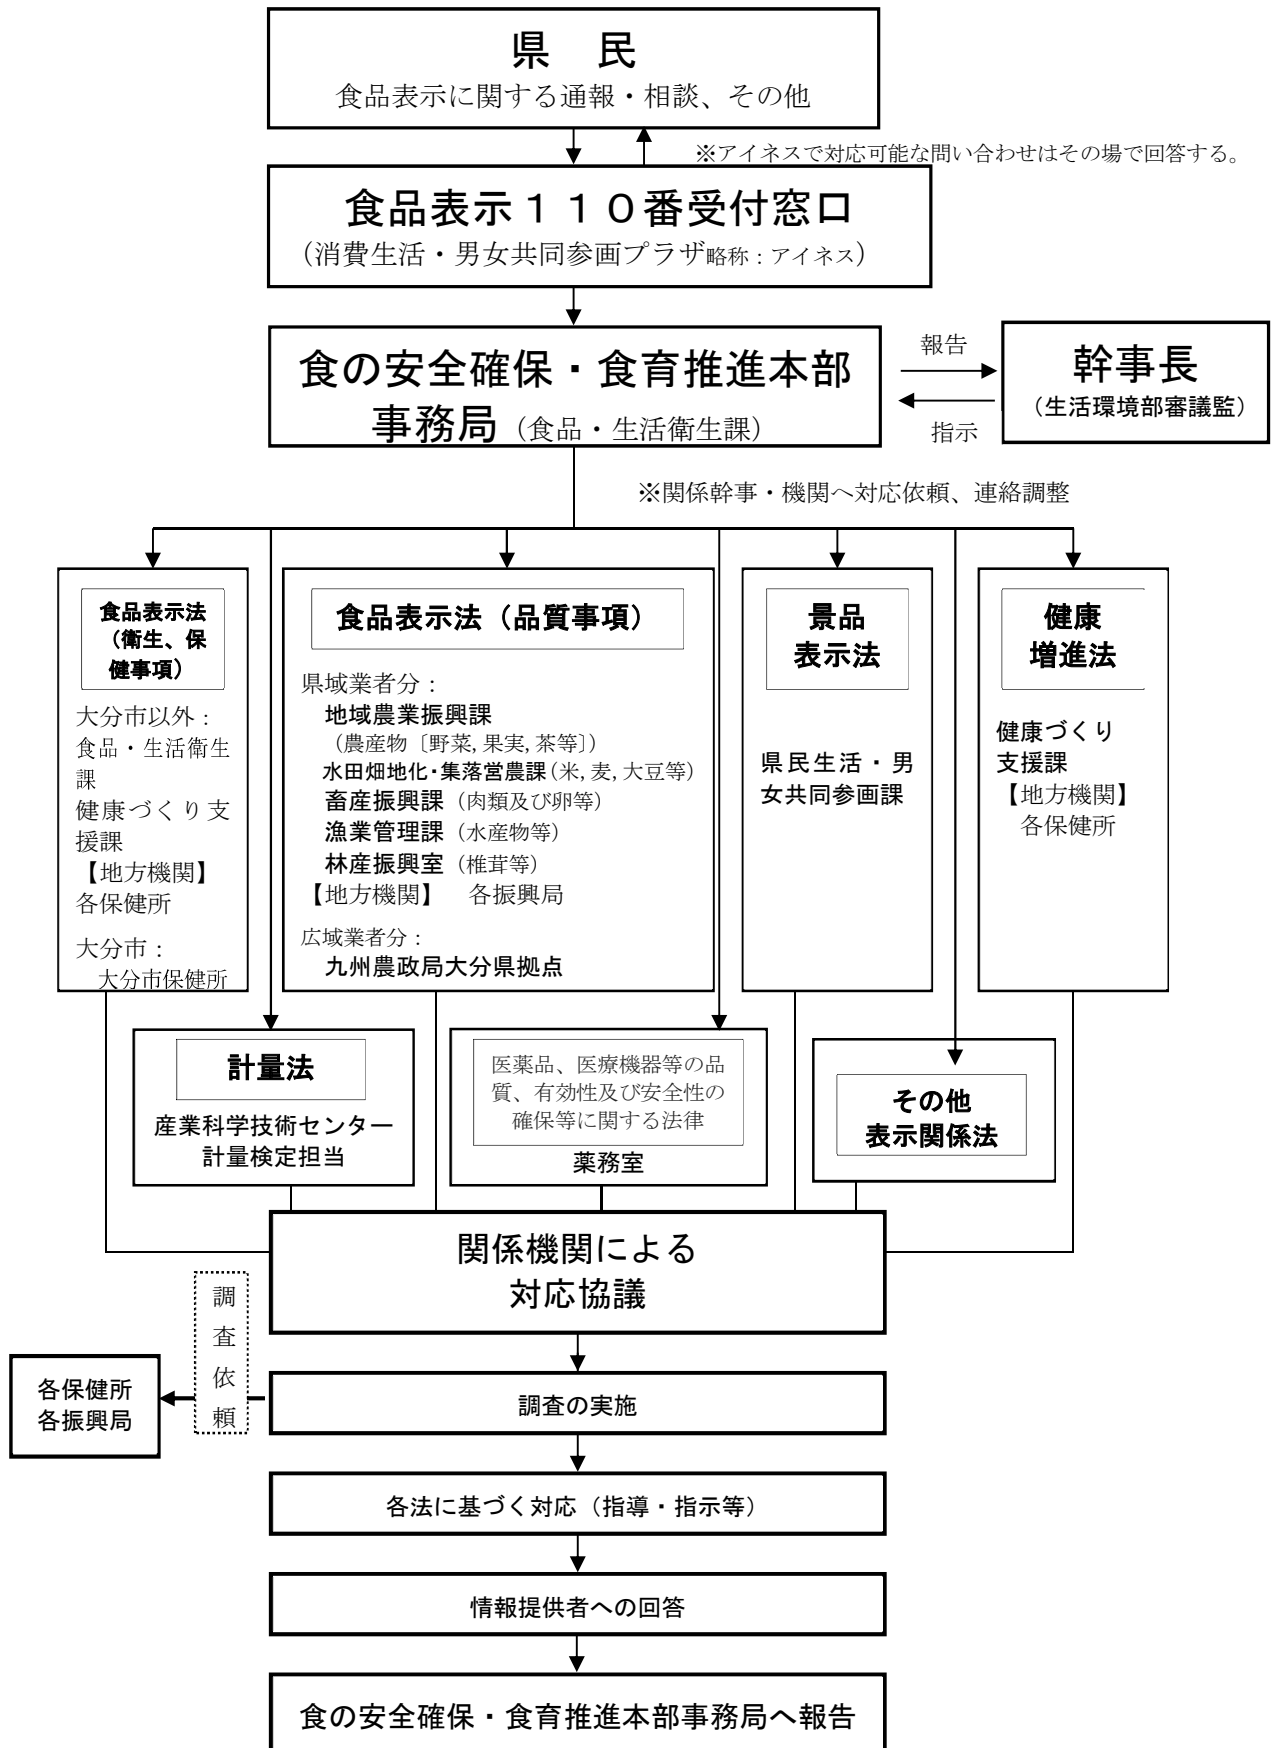 県　民
食品表示に関する通報・相談、その他
※アイネスで対応可能な問い合わせはその場で回答する。
食品表示１１０番受付窓口
（消費生活・男女共同参画プラザ略称：アイネス）
食の安全確保・食育推進本部
事務局（食品・生活衛生課）
報告
指示
幹事長
（生活環境部審議監）
※関係幹事・機関へ対応依頼、連絡調整
食品表示法
（衛生、保
健事項）
大分市以外：
食品・生活衛生
課
健康づくり支
援課
【地方機関】
各保健所
大分市：
大分市保健所
食品表示法（品質事項）
県域業者分：
地域農業振興課
（農産物〔野菜,果実,茶等〕）
水田畑地化・集落営農課（米,麦,大豆等）
畜産振興課（肉類及び卵等）
漁業管理課（水産物等）
林産振興室（椎茸等）
【地方機関】　各振興局
広域業者分：
九州農政局大分県拠点
景品
表示法
県民生活・男
女共同参画課
健康
増進法
健康づくり
支援課
【地方機関】
各保健所
計量法
産業科学技術センター
計量検定担当
医薬品、医療機器等の品
質、有効性及び安全性の
確保等に関する法律
薬務室
その他
表示関係法
関係機関による
対応協議
調
査
依
頼
各保健所
各振興局
調査の実施
各法に基づく対応（指導・指示等）
情報提供者への回答
食の安全確保・食育推進本部事務局へ報告